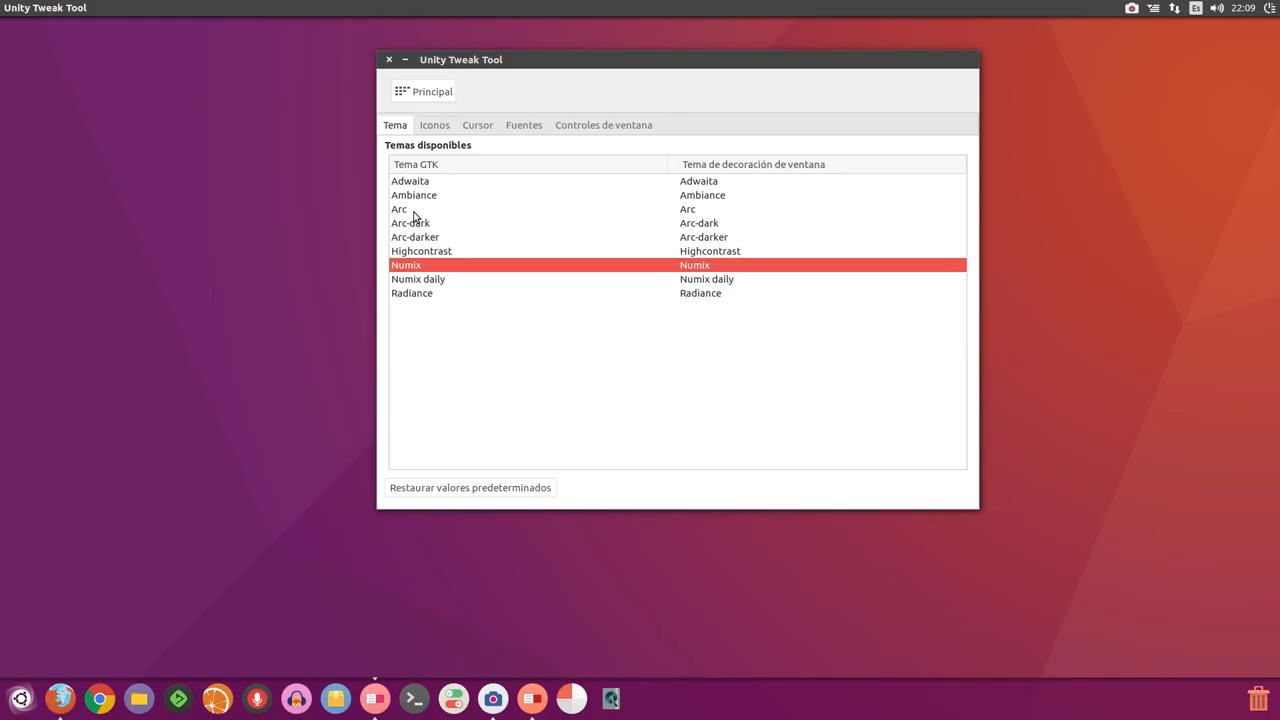 Unity Tweak Tool
Es
22:09
Unity Tweak Tool
Principal
Tema Iconos Cursor Fuentes Controles de ventana
Temas disponibles
Tema GTK Tema de decoración de ventana
Adwaita Adwaita
Ambiance Ambiance
Arc Arc
Arc-dark Arc-dark
Arc-darker Arc-darker
Highcontrast Highcontrast
Numix Numix
Numix daily Numix daily
Radiance Radiance
Restaurar valores predeterminados